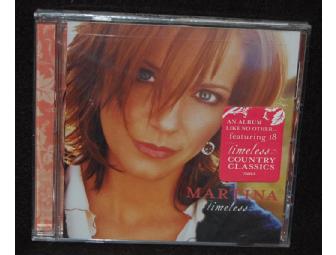 AN ALBUM
LIKE NO OTHER...
featuring 18
timeless
COUNTRY
CLASSICS
MARTINA
timeless